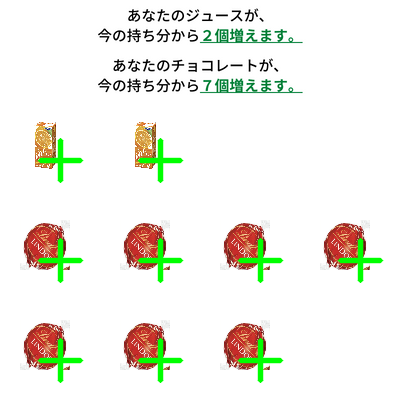 あなたのジュースが、
今の持ち分から２個増えます。
あなたのチョコレートが、
今の持ち分から７個増えます。